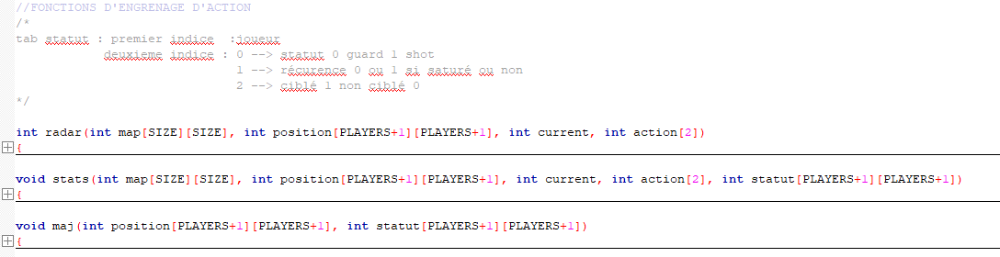 //FONCTIONS D'ENGRENAGE D'ACTION
/*
tab statut : premier indice  :joueur
            deuxieme indice : 0 --> statut 0 guard 1 shot
                              1 --> récurence 0 ou 1 si saturé ou non
                              2 --> ciblé 1 non ciblé 0
*/
int radar(int map[SIZE][SIZE], int position[PLAYERS+1][PLAYERS+1], int current, int action[2])
{
void stats(int map[SIZE][SIZE], int position[PLAYERS+1][PLAYERS+1], int current, int action[2], int statut[PLAYERS+1][PLAYERS+1])
{
void maj(int position[PLAYERS+1][PLAYERS+1], int statut[PLAYERS+1][PLAYERS+1])
{